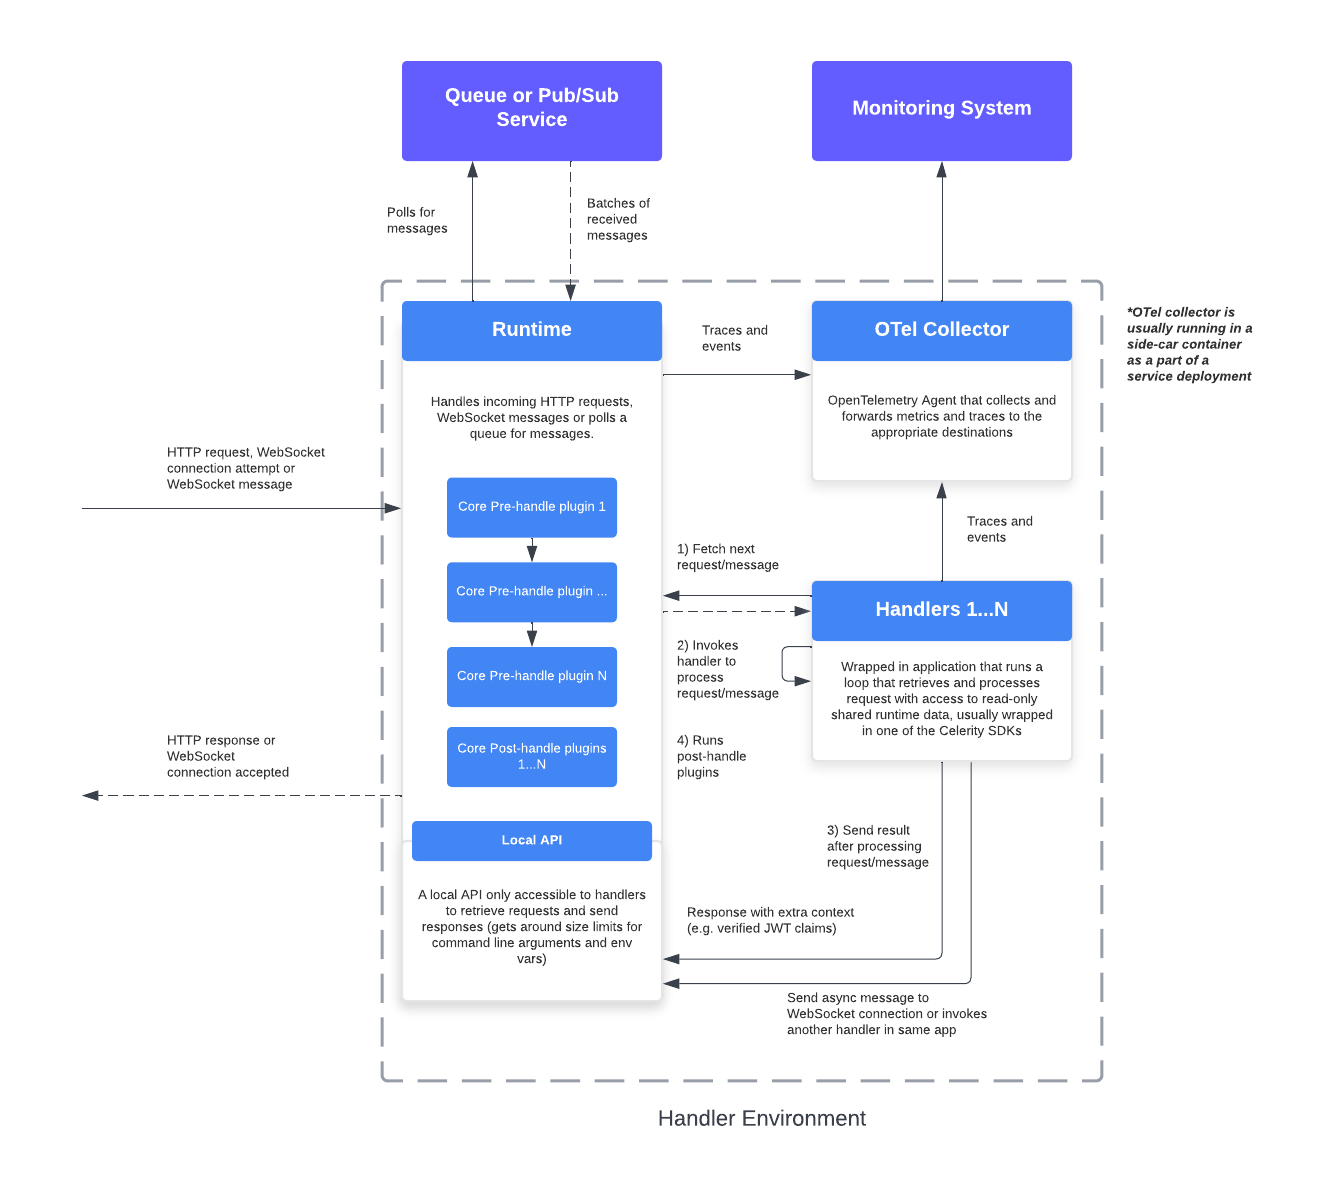 Queue or Pub/Sub
Service
Monitoring System
Polls for
messages
Batches of
received
messages
Runtime
Handles incoming HTTP requests,
WebSocket messages or polls a
queue for messages.
Traces and
events
OTel Collector
OpenTelemetry Agent that collects and
forwards metrics and traces to the
appropriate destinations
*OTel collector is
usually running in a
side-car container
as a part of a
service deployment
HTTP request, WebSocket
connection attempt or
WebSocket message
Core Pre-handle plugin 1
Core Pre-handle plugin ...
Core Pre-handle plugin N
Core Post-handle plugins
1...N
Traces and
events
1) Fetch next
request/message
2) Invokes
handler to
process
request/message
4) Runs
post-handle
plugins
Handlers 1...N
Wrapped in application that runs a
loop that retrieves and processes
request with access to read-only
shared runtime data, usually wrapped
in one of the Celerity SDKs
HTTP response or
WebSocket
connection accepted
Local API
A local API only accessible to handlers
to retrieve requests and send
responses (gets around size limits for
command line arguments and env
vars)
3) Send result
after processing
request/message
Response with extra context
(e.g. verified JWT claims)
Send async message to
WebSocket connection or invokes
another handler in same app
Handler Environment